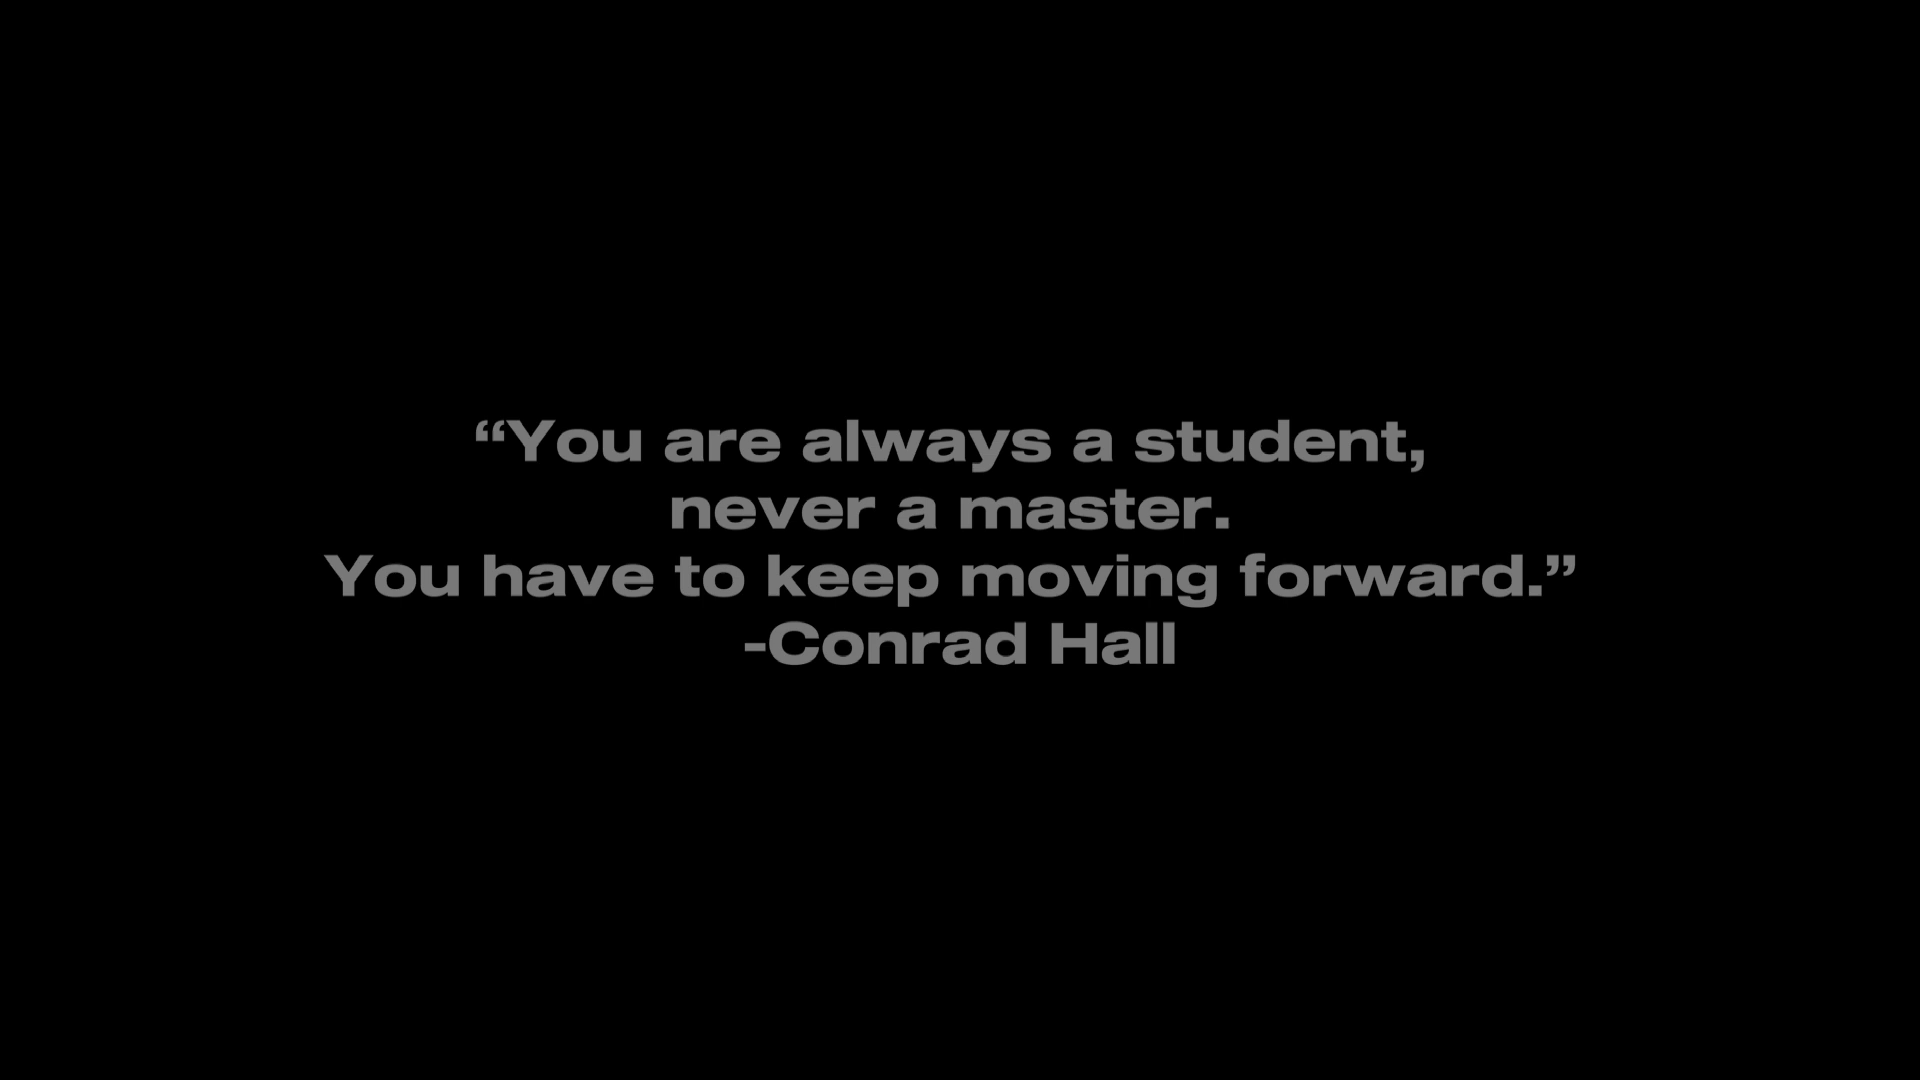 “You are always a student,
never a master.
You have to keep moving forward.”
-Conrad Hall